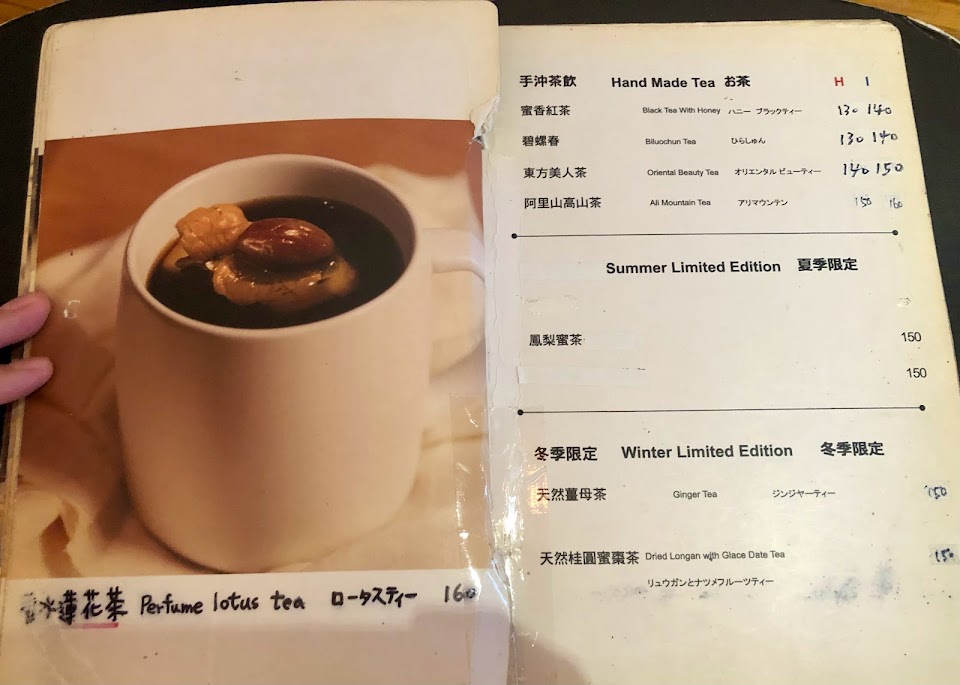 水蓮花茶 Perfume lotus tea ロータスティー 160
手沖茶飲 Hand Made Tea お茶 H I
蜜香紅茶 Black Tea With Honey ハニー ブラックティー 130 140
碧螺春 Biluochun Tea ひらしゅん 130 140
東方美人茶 Oriental Beauty Tea オリエンタル ビューティー 140 150
阿里山高山茶 Ali Mountain Tea アリマウンテン 150 160
Summer Limited Edition 夏季限定
鳳梨蜜茶 150
150
冬季限定 Winter Limited Edition 冬季限定
天然薑母茶 Ginger Tea ジンジャーティー 150
天然桂圓蜜棗茶 Dried Longan with Glace Date Tea 150
リュウガンとナツメフルーツティー